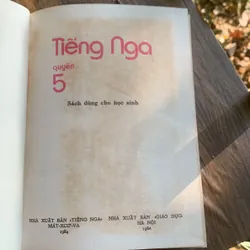 Tiếng Nga
quyển
5
Sách dùng cho học sinh
NHÀ XUẤT BẢN «TIẾNG NGA» NHÀ XUẤT BẢN «GIÁO DỤC»
MÁT-XCƠ-VA HÀ NỘI
1984